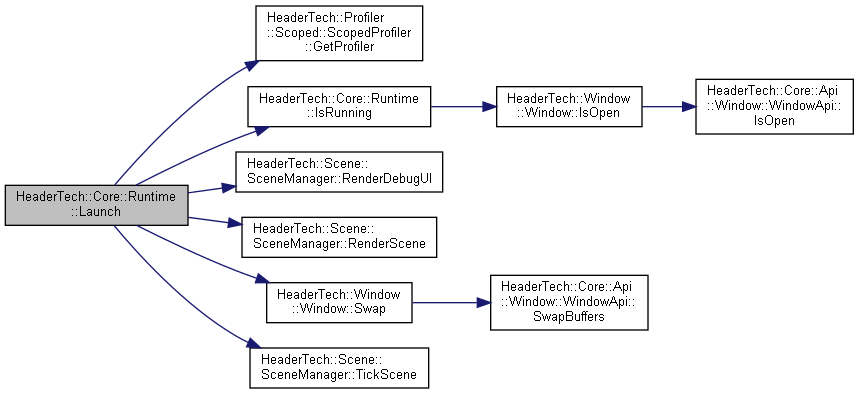 HeaderTech::Profiler
::Scoped::ScopedProfiler
::GetProfiler
HeaderTech::Core::Runtime
::IsRunning
HeaderTech::Window
::Window::IsOpen
HeaderTech::Core::Api
::Window::WindowApi::
IsOpen
HeaderTech::Scene::
SceneManager::RenderDebugUI
HeaderTech::Core::Runtime
::Launch
HeaderTech::Scene::
SceneManager::RenderScene
HeaderTech::Window
::Window::Swap
HeaderTech::Core::Api
::Window::WindowApi::
SwapBuffers
HeaderTech::Scene::
SceneManager::TickScene